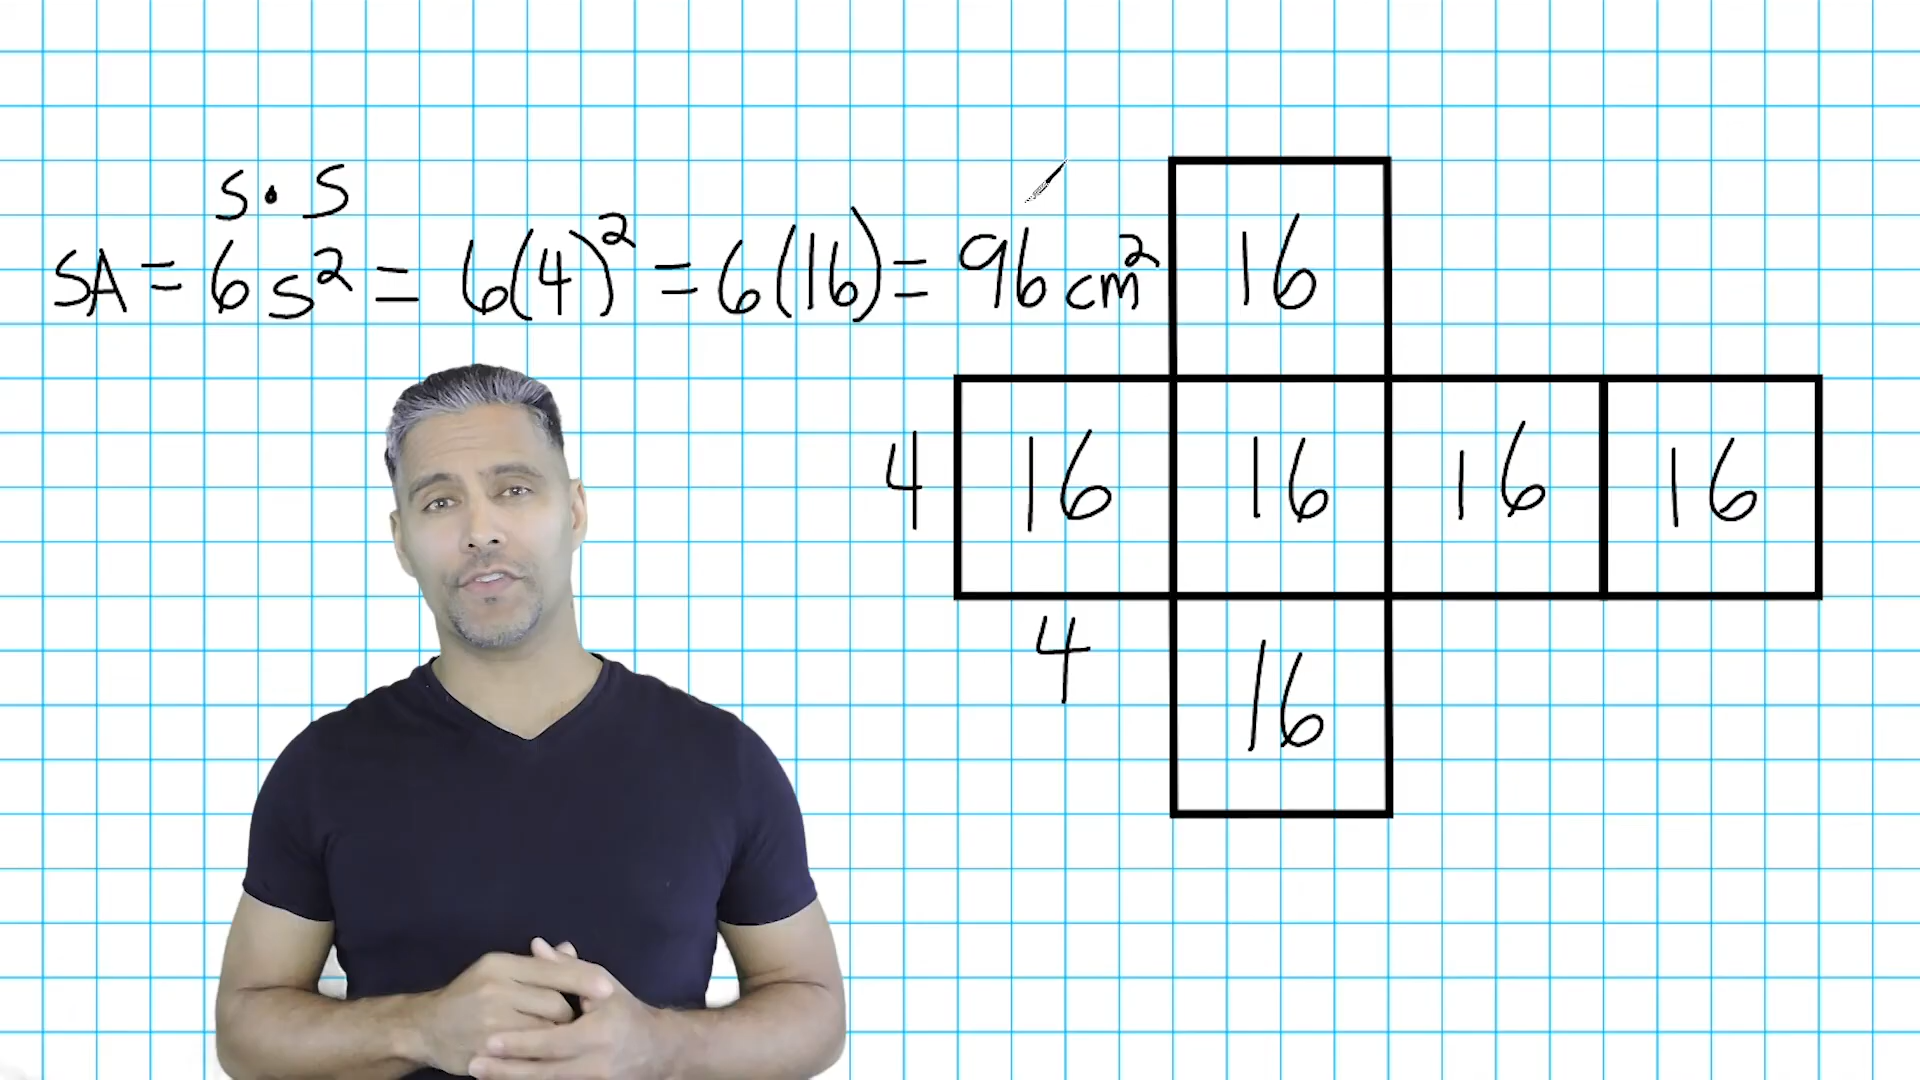 s · s
SA = 6s² = 6(4)² = 6(16) = 96 cm²
16
4 16 16 16 16
4
16